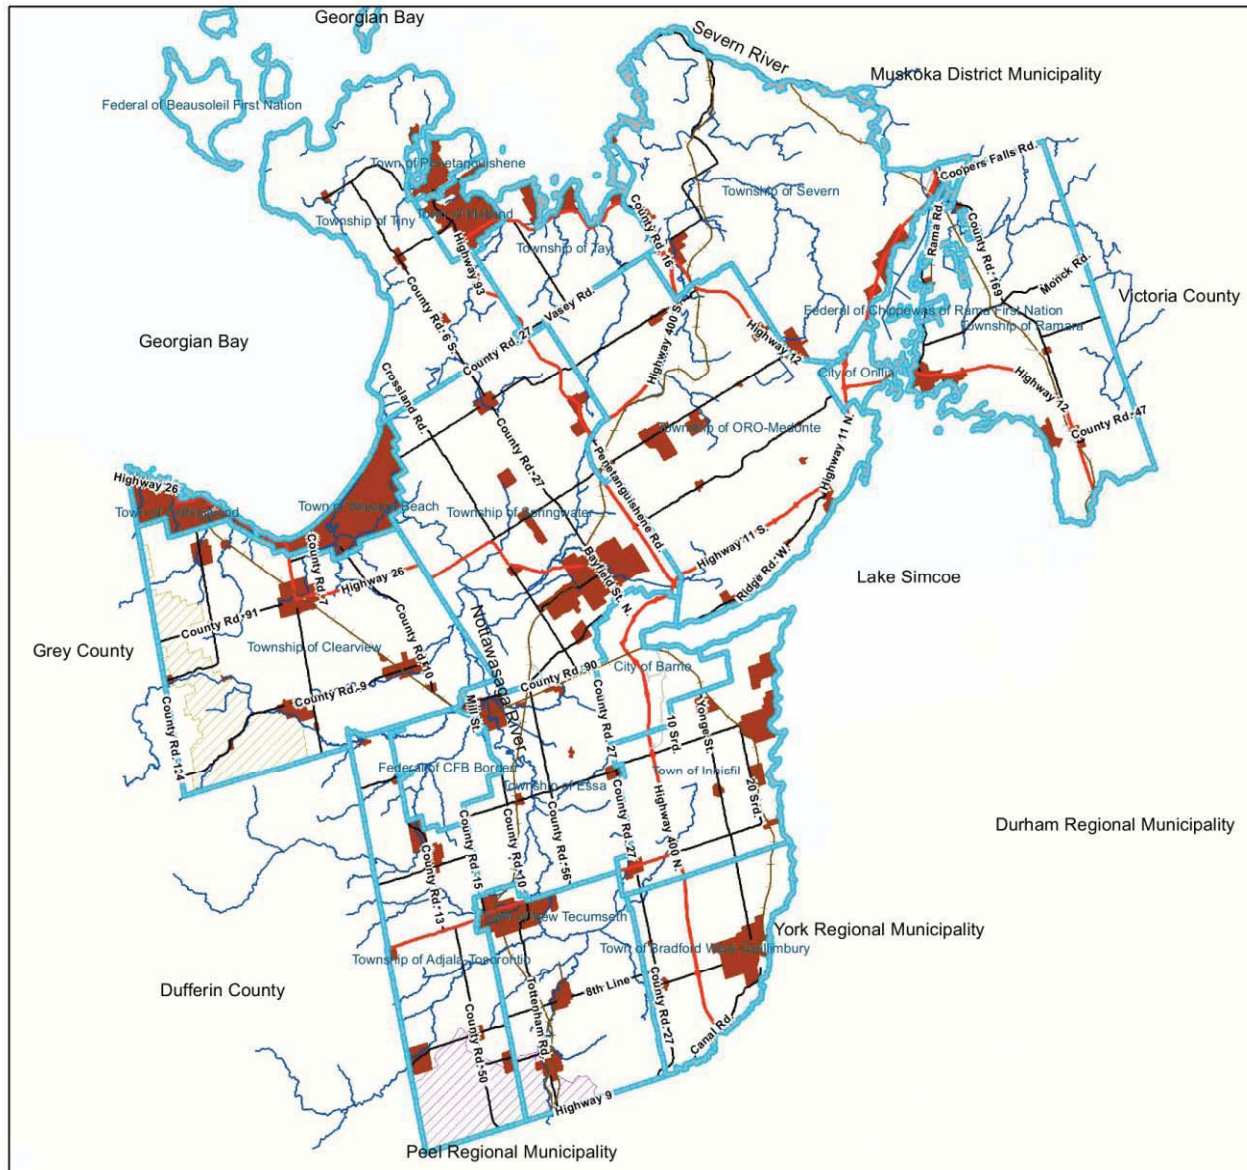 Georgian Bay
Severn River
Muskoka District Municipality
Federal of Beausoleil First Nation
Coopers Falls Rd.
Town of Penetanguishene
Township of Severn
Township of Tiny
Town of Midland
Rama Rd.
County Rd. 169
County Rd. 16
Township of Tay
Highway 93
Monck Rd.
Victoria County
Vasey Rd.
Federal of Chippewas of Rama First Nation
Township of Ramara
Georgian Bay
County Rd. 6 S.
County Rd. 27
Highway 400 S.
Highway 12
City of Orillia
Crossland Rd.
Highway 12
County Rd. 47
Township of ORO-Medonte
Highway 11 N.
County Rd. 27
Penetanguishene Rd.
Highway 26
Town of Collingwood
Town of Wasaga Beach
Township of Springwater
Highway 11 S.
Bayfield St. N.
County Rd. 7
Highway 26
Ridge Rd. W.
Lake Simcoe
County Rd. 91
Township of Clearview
County Rd. 10
Nottawasaga River
Grey County
City of Barrie
County Rd. 90
County Rd. 9
Mill St.
County Rd. 27
10 Srd.
Yonge St.
County Rd. 124
Federal of CFB Borden
Township of Essa
Town of Innisfil
20 Srd.
Durham Regional Municipality
County Rd. 27
Highway 400 N.
County Rd. 15
County Rd. 10
County Rd. 56
County Rd. 13
Town of New Tecumseth
York Regional Municipality
Town of Bradford West Gwillimbury
Township of Adjala-Tosorontio
Dufferin County
8th Line
Tottenham Rd.
County Rd. 27
Canal Rd.
County Rd. 50
Highway 9
Peel Regional Municipality